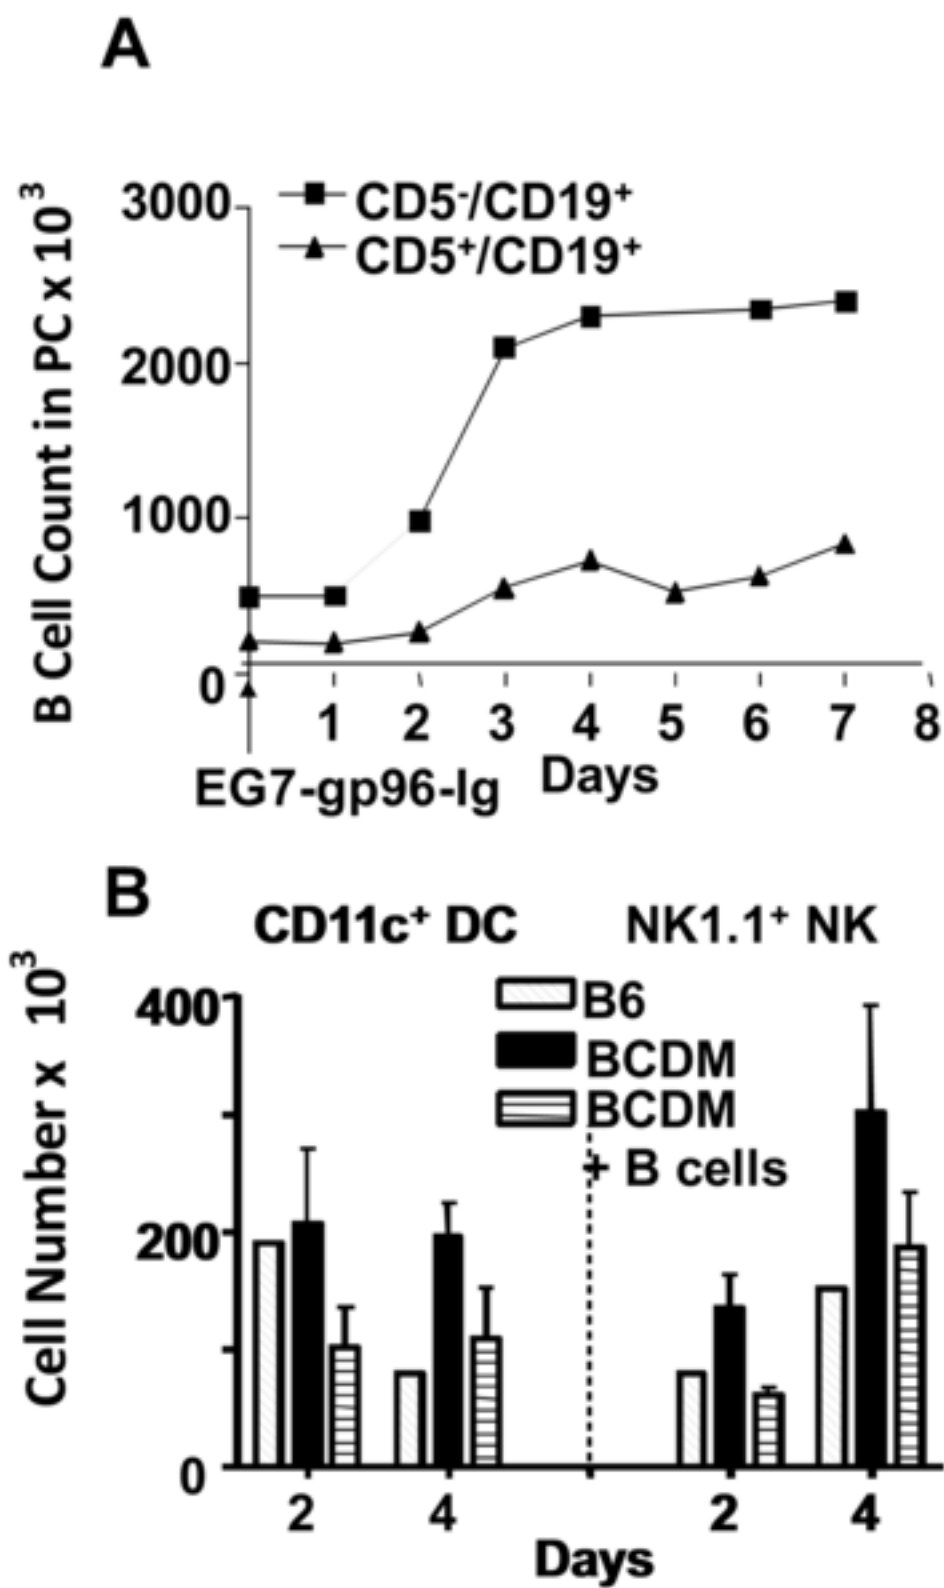 A
B Cell Count in PC x 10³
3000
2000
1000
0
CD5⁻/CD19⁺
CD5⁺/CD19⁺
1 2 3 4 5 6 7 8
EG7-gp96-Ig Days
B
CD11c⁺ DC NK1.1⁺ NK
Cell Number x 10³
400
200
0
B6
BCDM
BCDM
+ B cells
2 4 2 4
Days